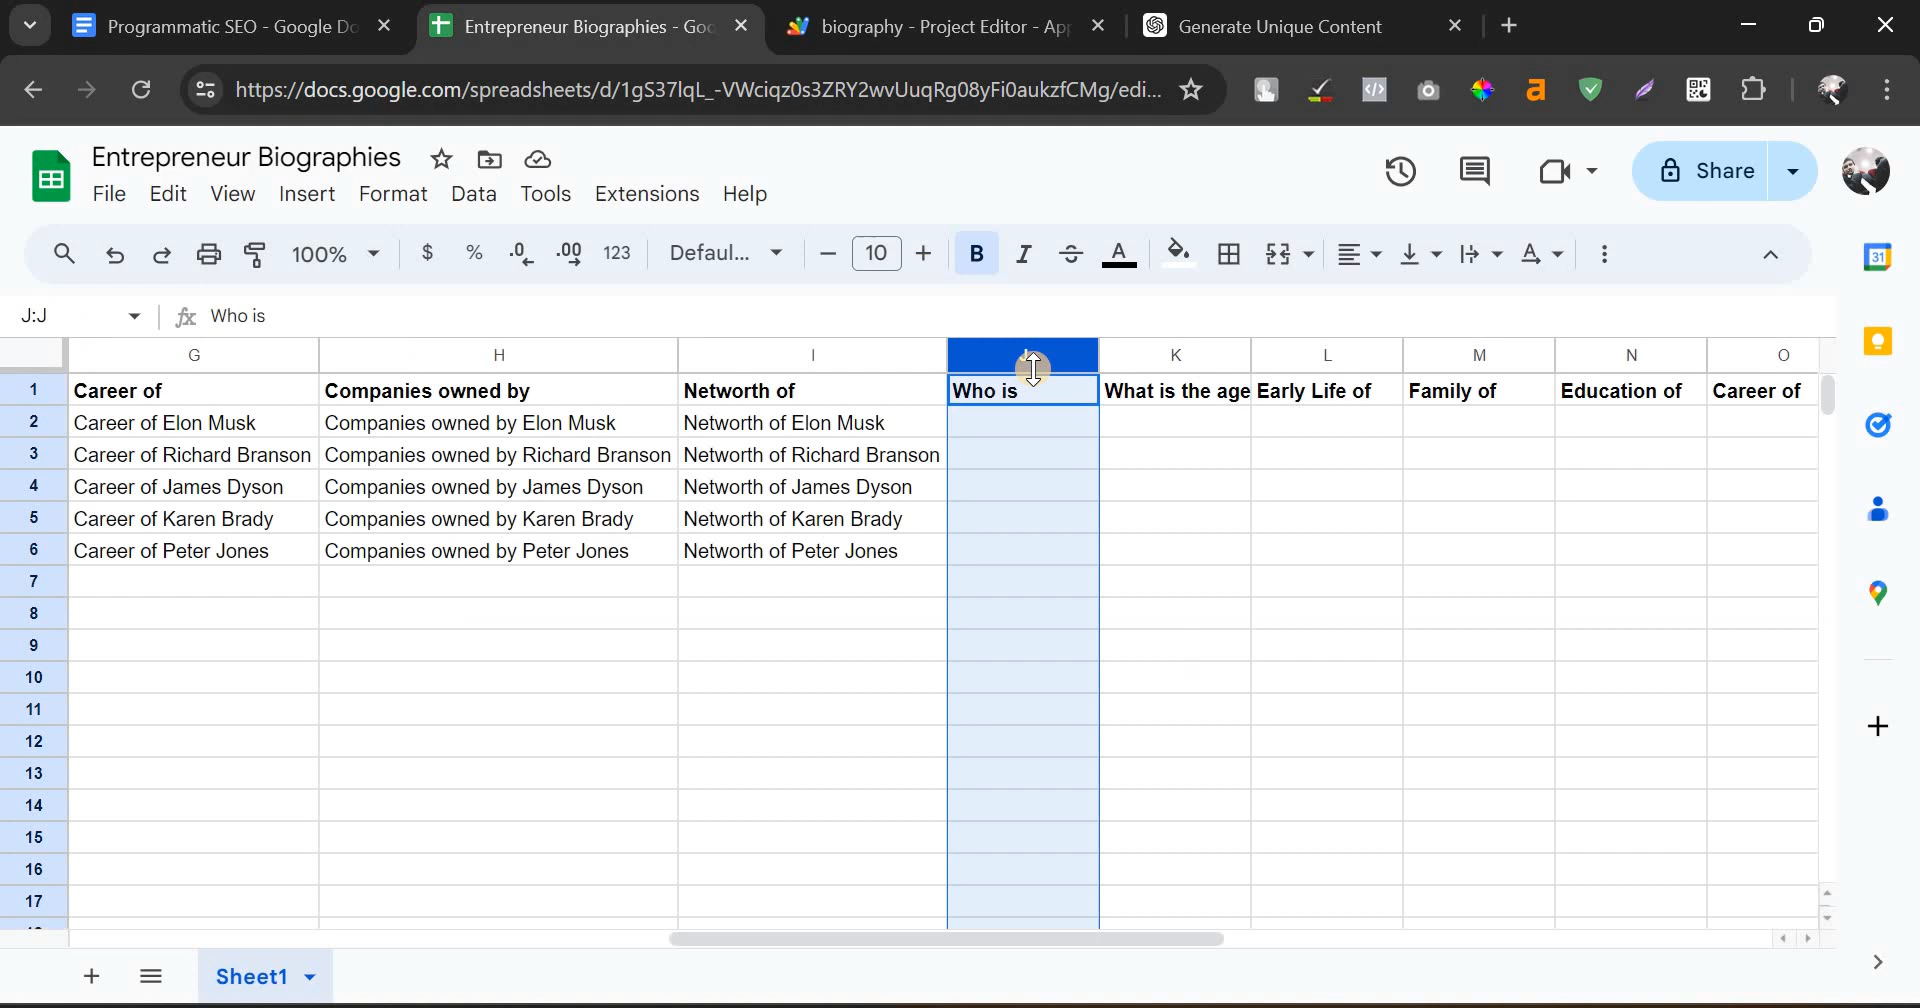 Programmatic SEO - Google Do
Entrepreneur Biographies - Goo
biography - Project Editor - App
Generate Unique Content
https://docs.google.com/spreadsheets/d/1gS37lqL_-VWciqz0s3ZRY2wvUuqRg08yFi0aukzfCMg/edi...
Entrepreneur Biographies
File Edit View Insert Format Data Tools Extensions Help
Share
31
100% $ % .0 .00 123 Defaul... 10 B I A A
J:J fx Who is
G H I J K L M N O
1 Career of Companies owned by Networth of Who is What is the age Early Life of Family of Education of Career of
2 Career of Elon Musk Companies owned by Elon Musk Networth of Elon Musk
3 Career of Richard Branson Companies owned by Richard Branson Networth of Richard Branson
4 Career of James Dyson Companies owned by James Dyson Networth of James Dyson
5 Career of Karen Brady Companies owned by Karen Brady Networth of Karen Brady
6 Career of Peter Jones Companies owned by Peter Jones Networth of Peter Jones
7
8
9
10
11
12
13
14
15
16
17
Sheet1